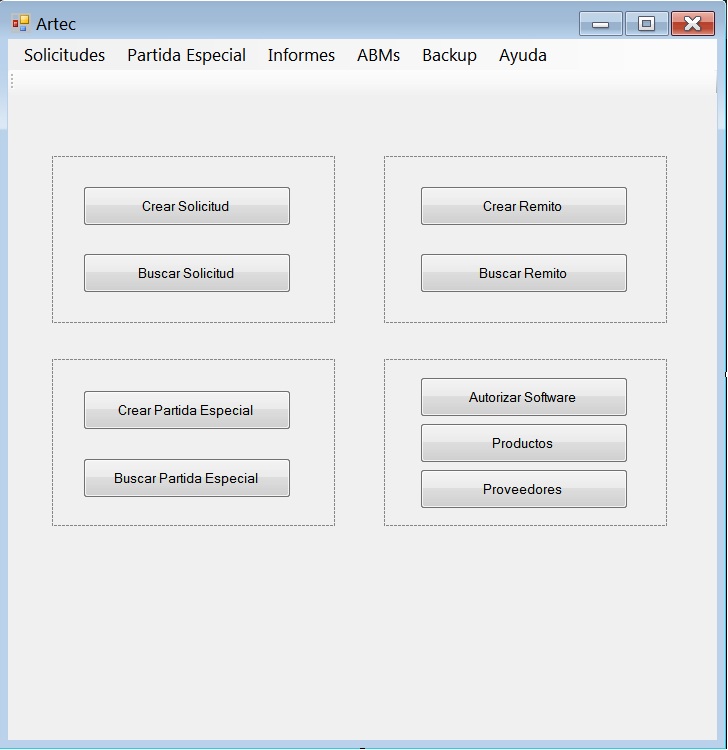 Artec
Solicitudes Partida Especial Informes ABMs Backup Ayuda
Crear Solicitud
Buscar Solicitud
Crear Remito
Buscar Remito
Crear Partida Especial
Buscar Partida Especial
Autorizar Software
Productos
Proveedores